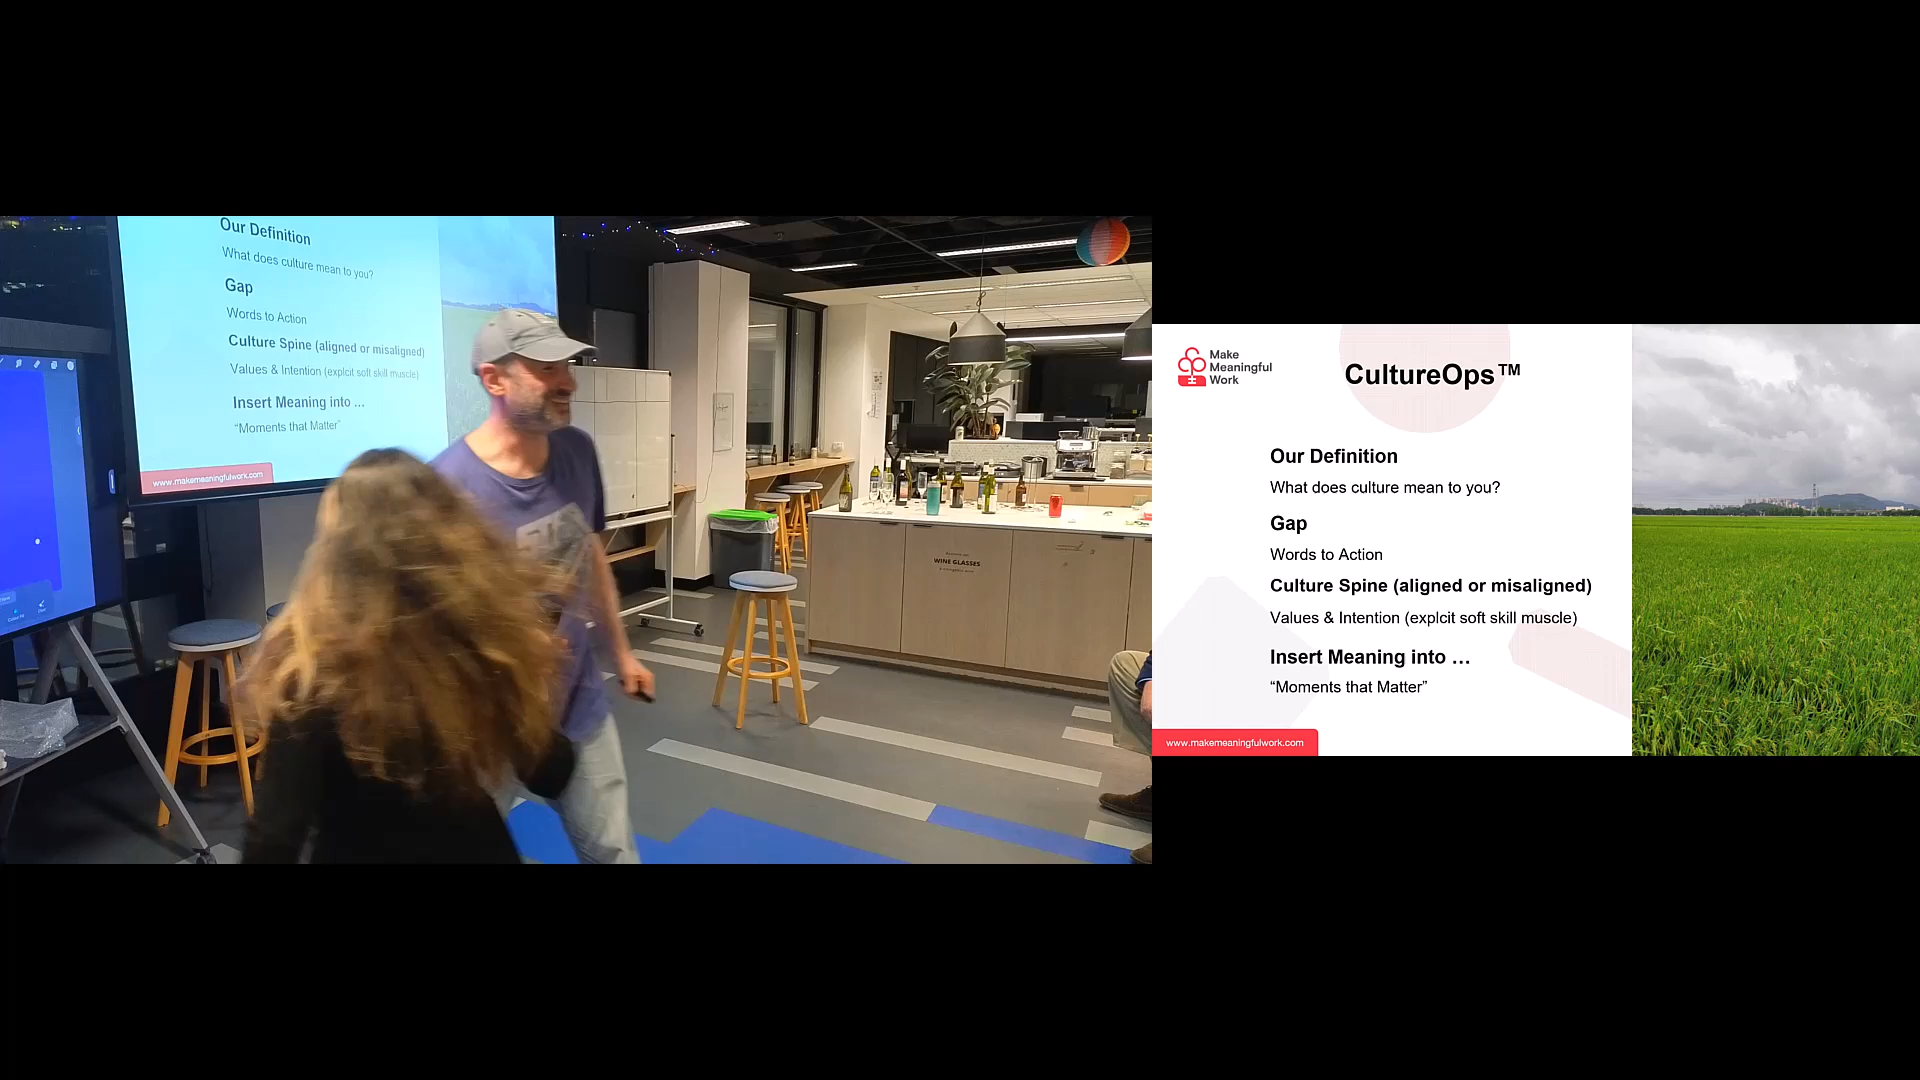 Our Definition
What does culture mean to you?
Gap
Words to Action
Culture Spine (aligned or misaligned)
Values & Intention (explcit soft skill muscle)
Insert Meaning into ...
“Moments that Matter”
www.makemeaningfulwork.com
WINE GLASSES
Make
Meaningful
Work
CultureOps™
Our Definition
What does culture mean to you?
Gap
Words to Action
Culture Spine (aligned or misaligned)
Values & Intention (explcit soft skill muscle)
Insert Meaning into …
“Moments that Matter”
www.makemeaningfulwork.com